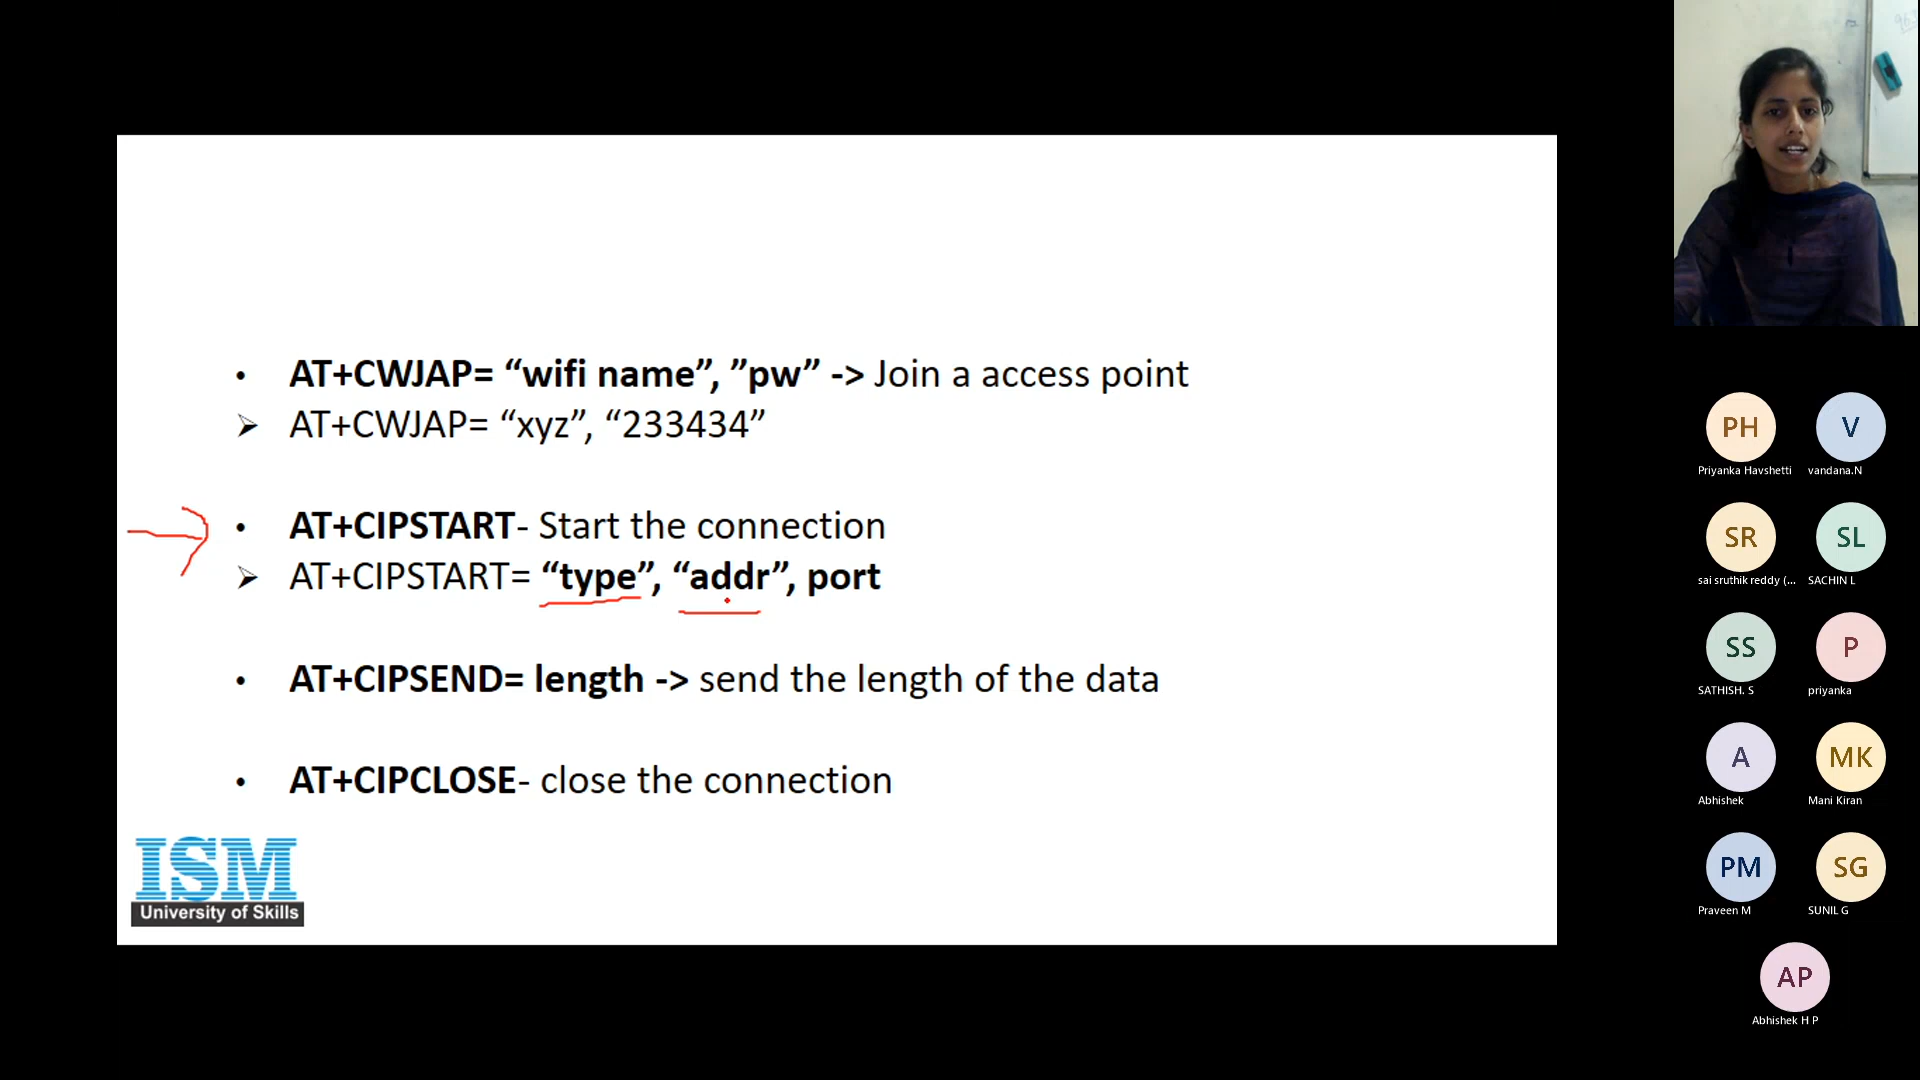 • AT+CWJAP= “wifi name”, ”pw” -> Join a access point
➢ AT+CWJAP= “xyz”, “233434”
• AT+CIPSTART- Start the connection
➢ AT+CIPSTART= “type”, “addr”, port
• AT+CIPSEND= length -> send the length of the data
• AT+CIPCLOSE- close the connection
ISM
University of Skills
PH
Priyanka Havshetti
V
vandana.N
SR
sai sruthik reddy (...
SL
SACHIN L
SS
SATHISH. S
P
priyanka
A
Abhishek
MK
Mani Kiran
PM
Praveen M
SG
SUNIL G
AP
Abhishek H P